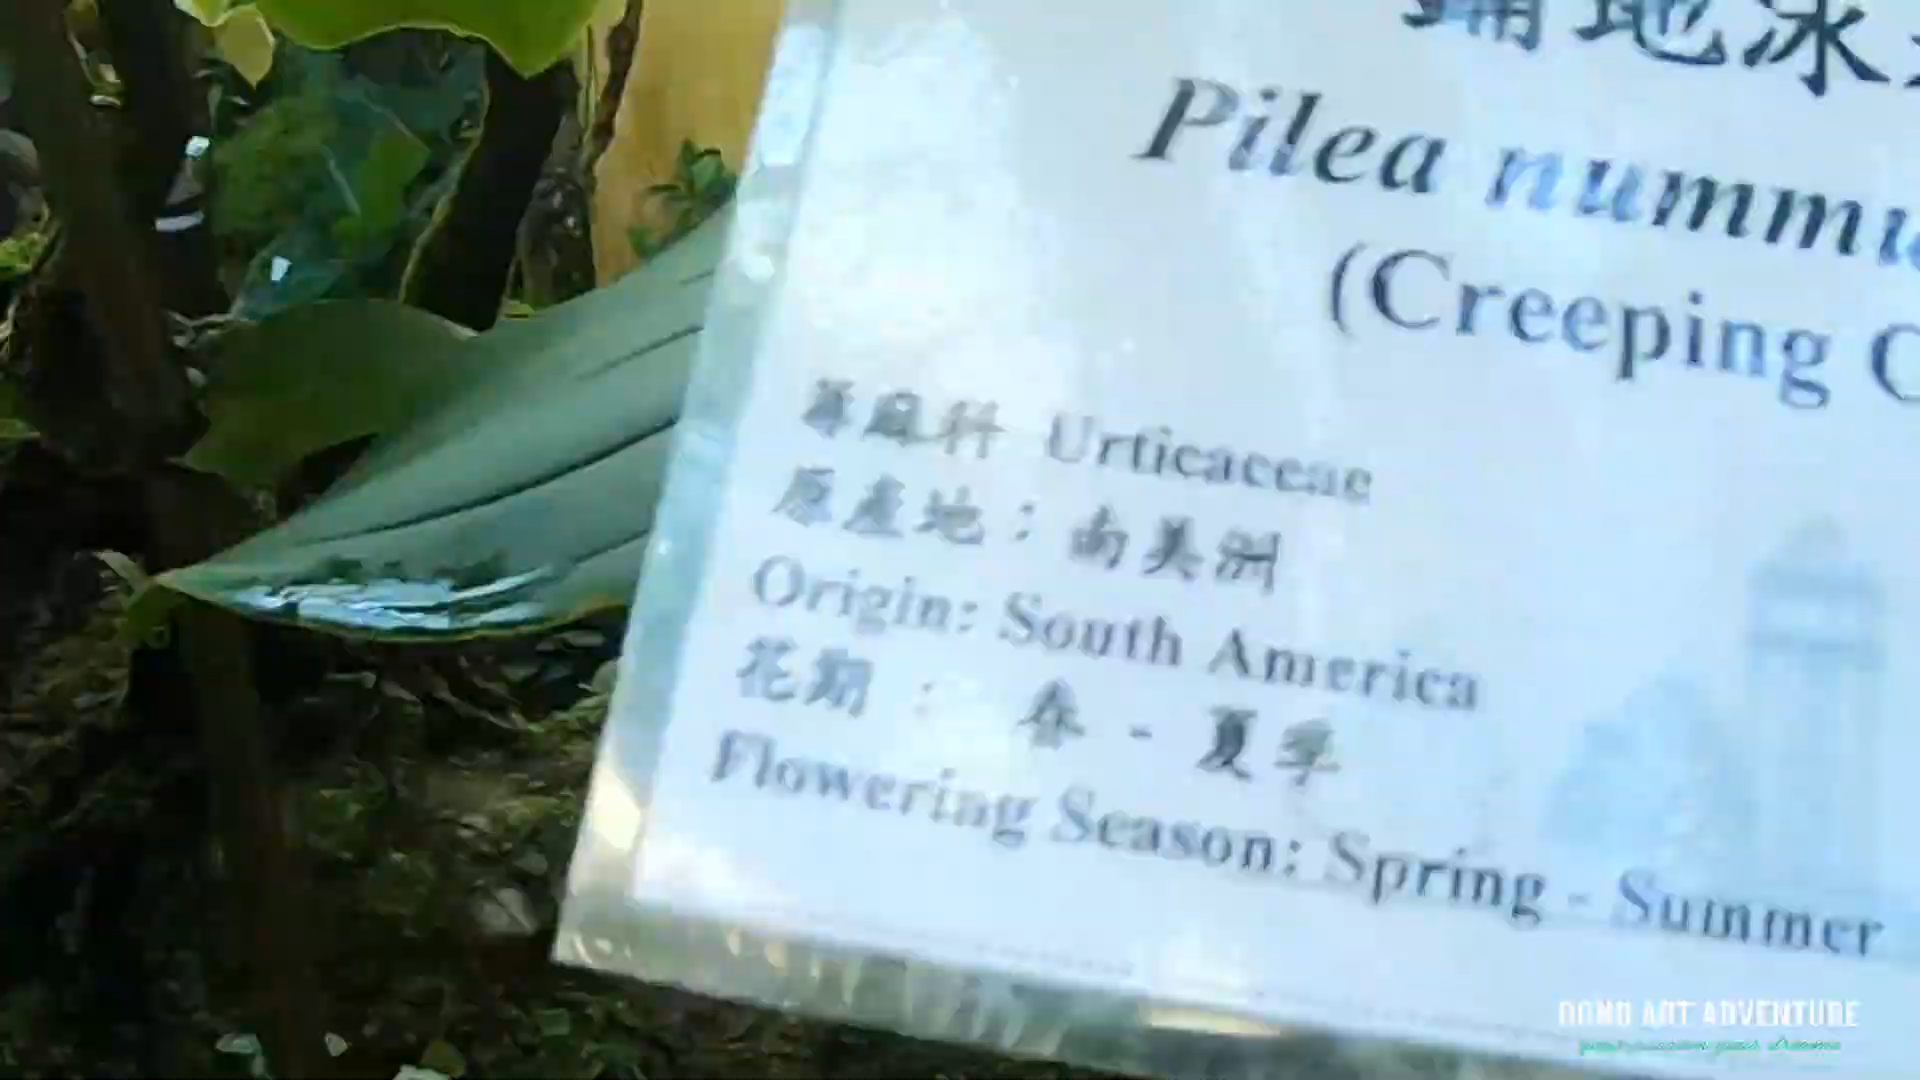 鋪地冰
Pilea nummu
(Creeping C
蕁麻科 Urticaceae
原產地：南美洲
Origin: South America
花期： 春 - 夏季
Flowering Season: Spring - Summer
DOMO ART ADVENTURE